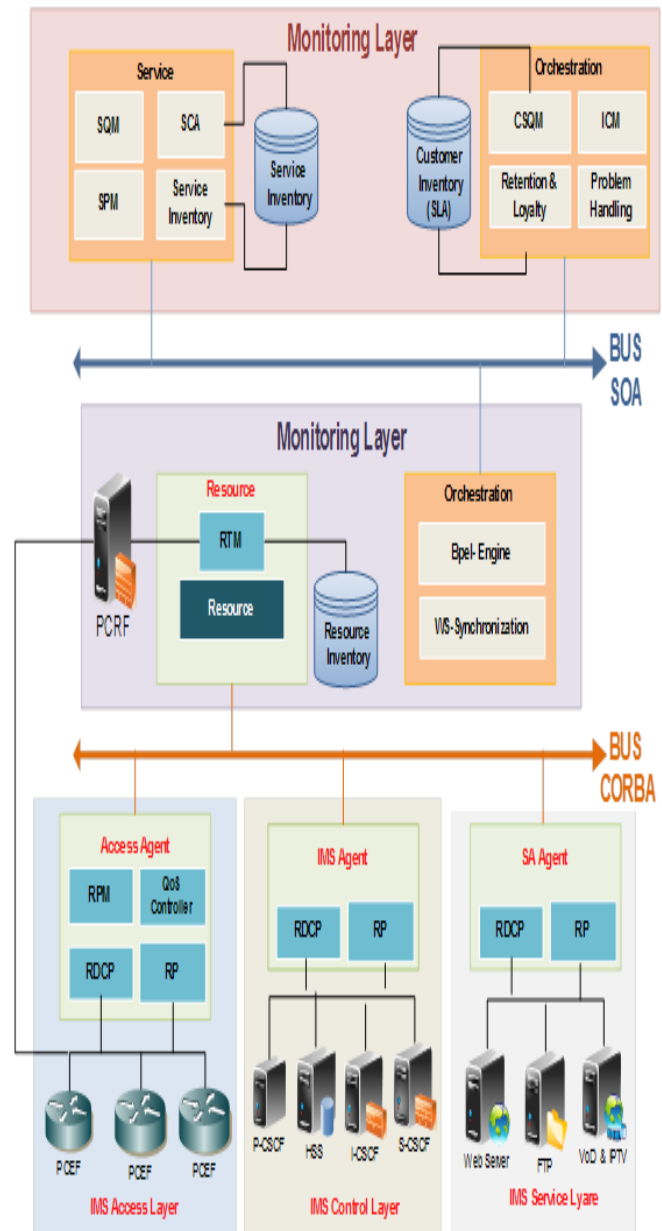 Monitoring Layer
Service
SQM
SCA
SPM
Service
Inventory
Service
Inventory
Customer
Inventory
(SLA)
Orchestration
CSQM
ICM
Retention &
Loyalty
Problem
Handling
BUS
SOA
Monitoring Layer
PCRF
Resource
RTM
Resource
Resource
Inventory
Orchestration
Bpel- Engine
WS-Synchronization
BUS
CORBA
Access Agent
RPM
QoS
Controller
RDCP
RP
PCEF
PCEF
PCEF
IMS Access Layer
IMS Agent
RDCP
RP
P-CSCF
HSS
I-CSCF
S-CSCF
IMS Control Layer
SA Agent
RDCP
RP
Web Server
FTP
VoD & IPTV
IMS Service Lyare